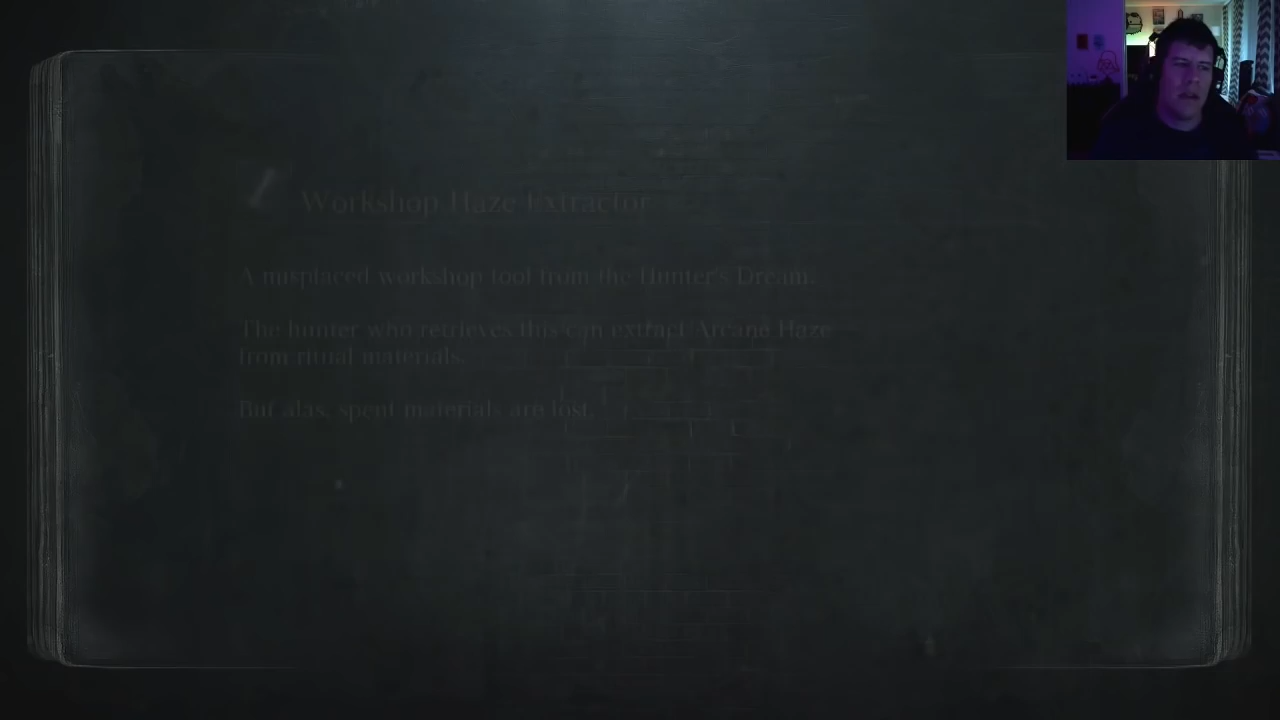 Workshop Haze Extractor
A misplaced workshop tool from the Hunter's Dream.
The hunter who retrieves this can extract Arcane Haze
from ritual materials.
But alas, spent materials are lost.